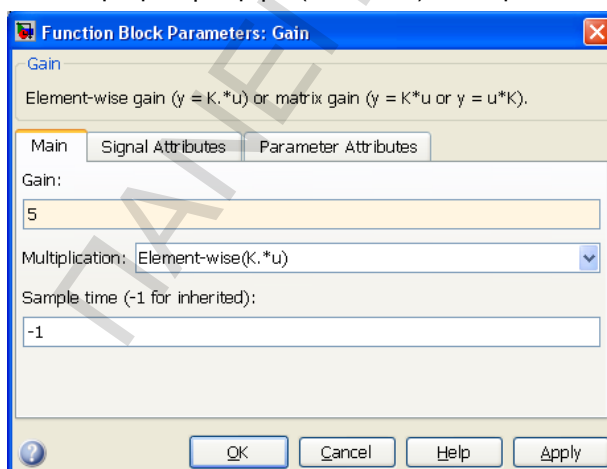 Function Block Parameters: Gain
Gain
Element-wise gain (y = K.*u) or matrix gain (y = K*u or y = u*K).
Main Signal Attributes Parameter Attributes
Gain:
5
Multiplication: Element-wise(K.*u)
Sample time (-1 for inherited):
-1
OK Cancel Help Apply
ΠΑΝΕΠ